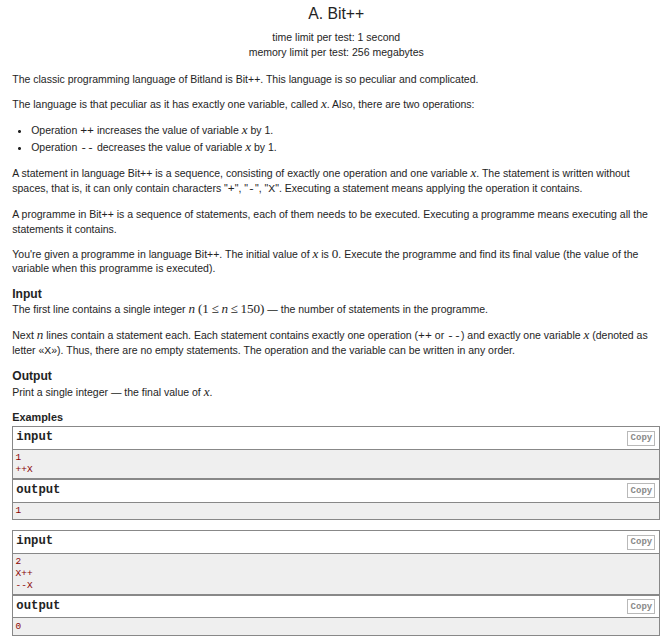 A. Bit++
time limit per test: 1 second
memory limit per test: 256 megabytes
The classic programming language of Bitland is Bit++. This language is so peculiar and complicated.
The language is that peculiar as it has exactly one variable, called x. Also, there are two operations:
• Operation ++ increases the value of variable x by 1.
• Operation -- decreases the value of variable x by 1.
A statement in language Bit++ is a sequence, consisting of exactly one operation and one variable x. The statement is written without
spaces, that is, it can only contain characters "+", "-", "X". Executing a statement means applying the operation it contains.
A programme in Bit++ is a sequence of statements, each of them needs to be executed. Executing a programme means executing all the
statements it contains.
You're given a programme in language Bit++. The initial value of x is 0. Execute the programme and find its final value (the value of the
variable when this programme is executed).
Input
The first line contains a single integer n (1 ≤ n ≤ 150) — the number of statements in the programme.
Next n lines contain a statement each. Each statement contains exactly one operation (++ or --) and exactly one variable x (denoted as
letter «X»). Thus, there are no empty statements. The operation and the variable can be written in any order.
Output
Print a single integer — the final value of x.
Examples
input Copy
1
++X
output Copy
1
input Copy
2
X++
--X
output Copy
0